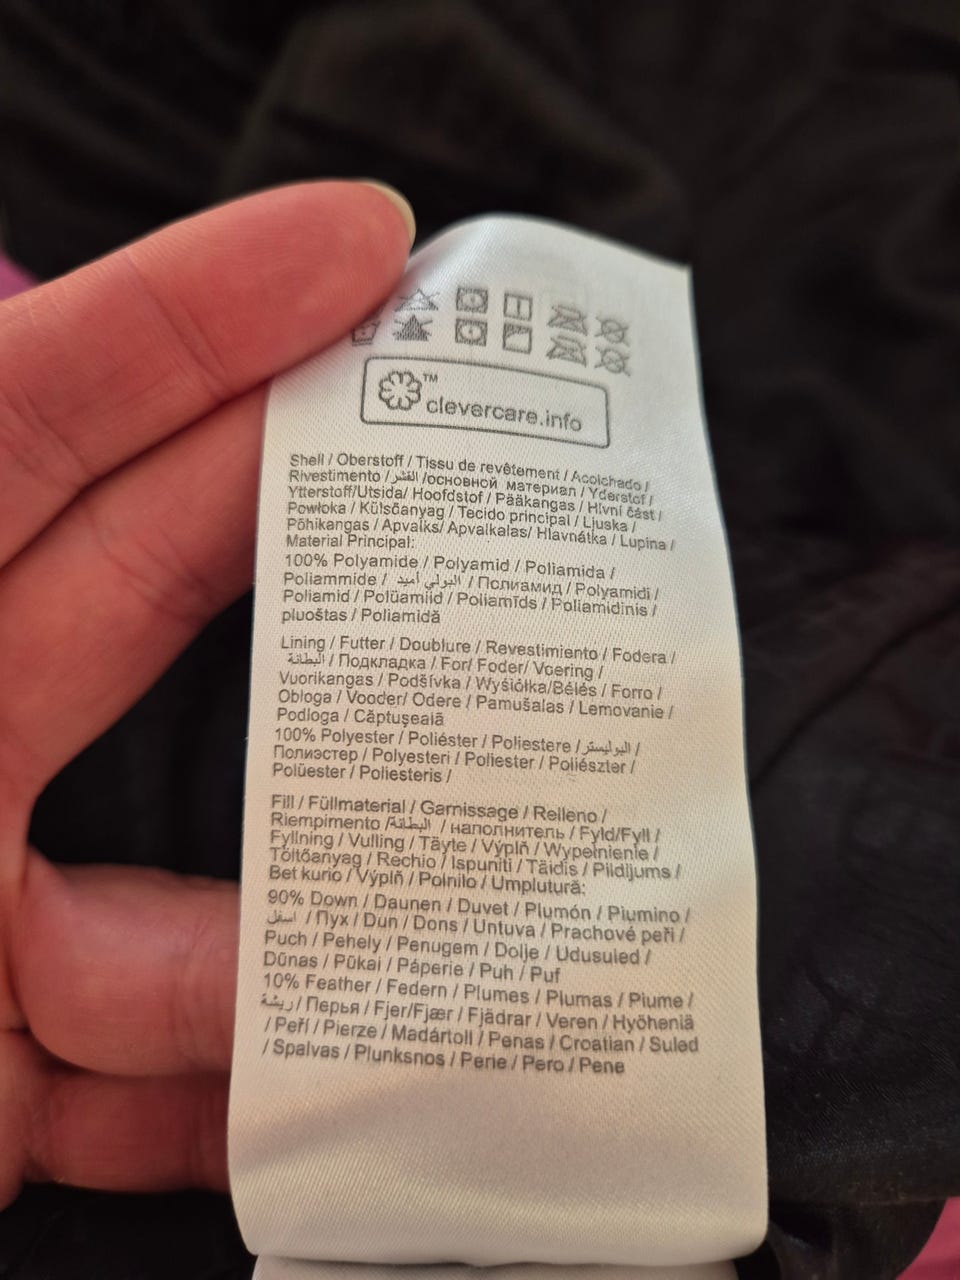 ™
clevercare.info
Shell / Oberstoff / Tissu de revêtement / Acolchado /
Rivestimento / القشر /основной материал / Yderstof /
Ytterstoff/Utsida/ Hoofdstof / Pääkangas / Hlvní část /
Powłoka / Külsőanyag / Tecido principal / Ljuska /
Põhikangas / Apvalks/ Apvalkalas/ Hlavnátka / Lupina /
Material Principal:
100% Polyamide / Polyamid / Poliamida /
Poliammide / البولي أميد / Полиамид / Polyamidi /
Poliamid / Polüamiid / Poliamīds / Poliamidinis /
pluoštas / Poliamidă
Lining / Futter / Doublure / Revestimiento / Fodera /
البطانة / Подкладка / For/ Foder/ Voering /
Vuorikangas / Podšívka / Wyśiółka/Bélés / Forro /
Obloga / Vooder/ Odere / Pamušalas / Lemovanie /
Podloga / Căptușeală
100% Polyester / Poliéster / Poliestere / البوليستر /
Полиэстер / Polyesteri / Poliester / Poliészter /
Polüester / Poliesteris /
Fill / Füllmaterial / Garnissage / Relleno /
Riempimento /البطانة / наполнитель / Fyld/Fyll /
Fyllning / Vulling / Täyte / Výplň / Wypełnienie /
Töltőanyag / Rechio / Ispuniti / Täidis / Pildījums /
Bet kurio / Výplň / Polnilo / Umplutură:
90% Down / Daunen / Duvet / Plumón / Piumino /
اسفل / Пух / Dun / Dons / Untuva / Prachové peří /
Puch / Pehely / Penugem / Dolje / Udusuled /
Dūnas / Pūkai / Páperie / Puh / Puf
10% Feather / Federn / Plumes / Plumas / Piume /
ريشة / Перья / Fjer/Fjær / Fjädrar / Veren / Hyöheniä
/ Peří / Pierze / Madártoll / Penas / Croatian / Suled
/ Spalvas / Plunksnos / Perie / Pero / Pene